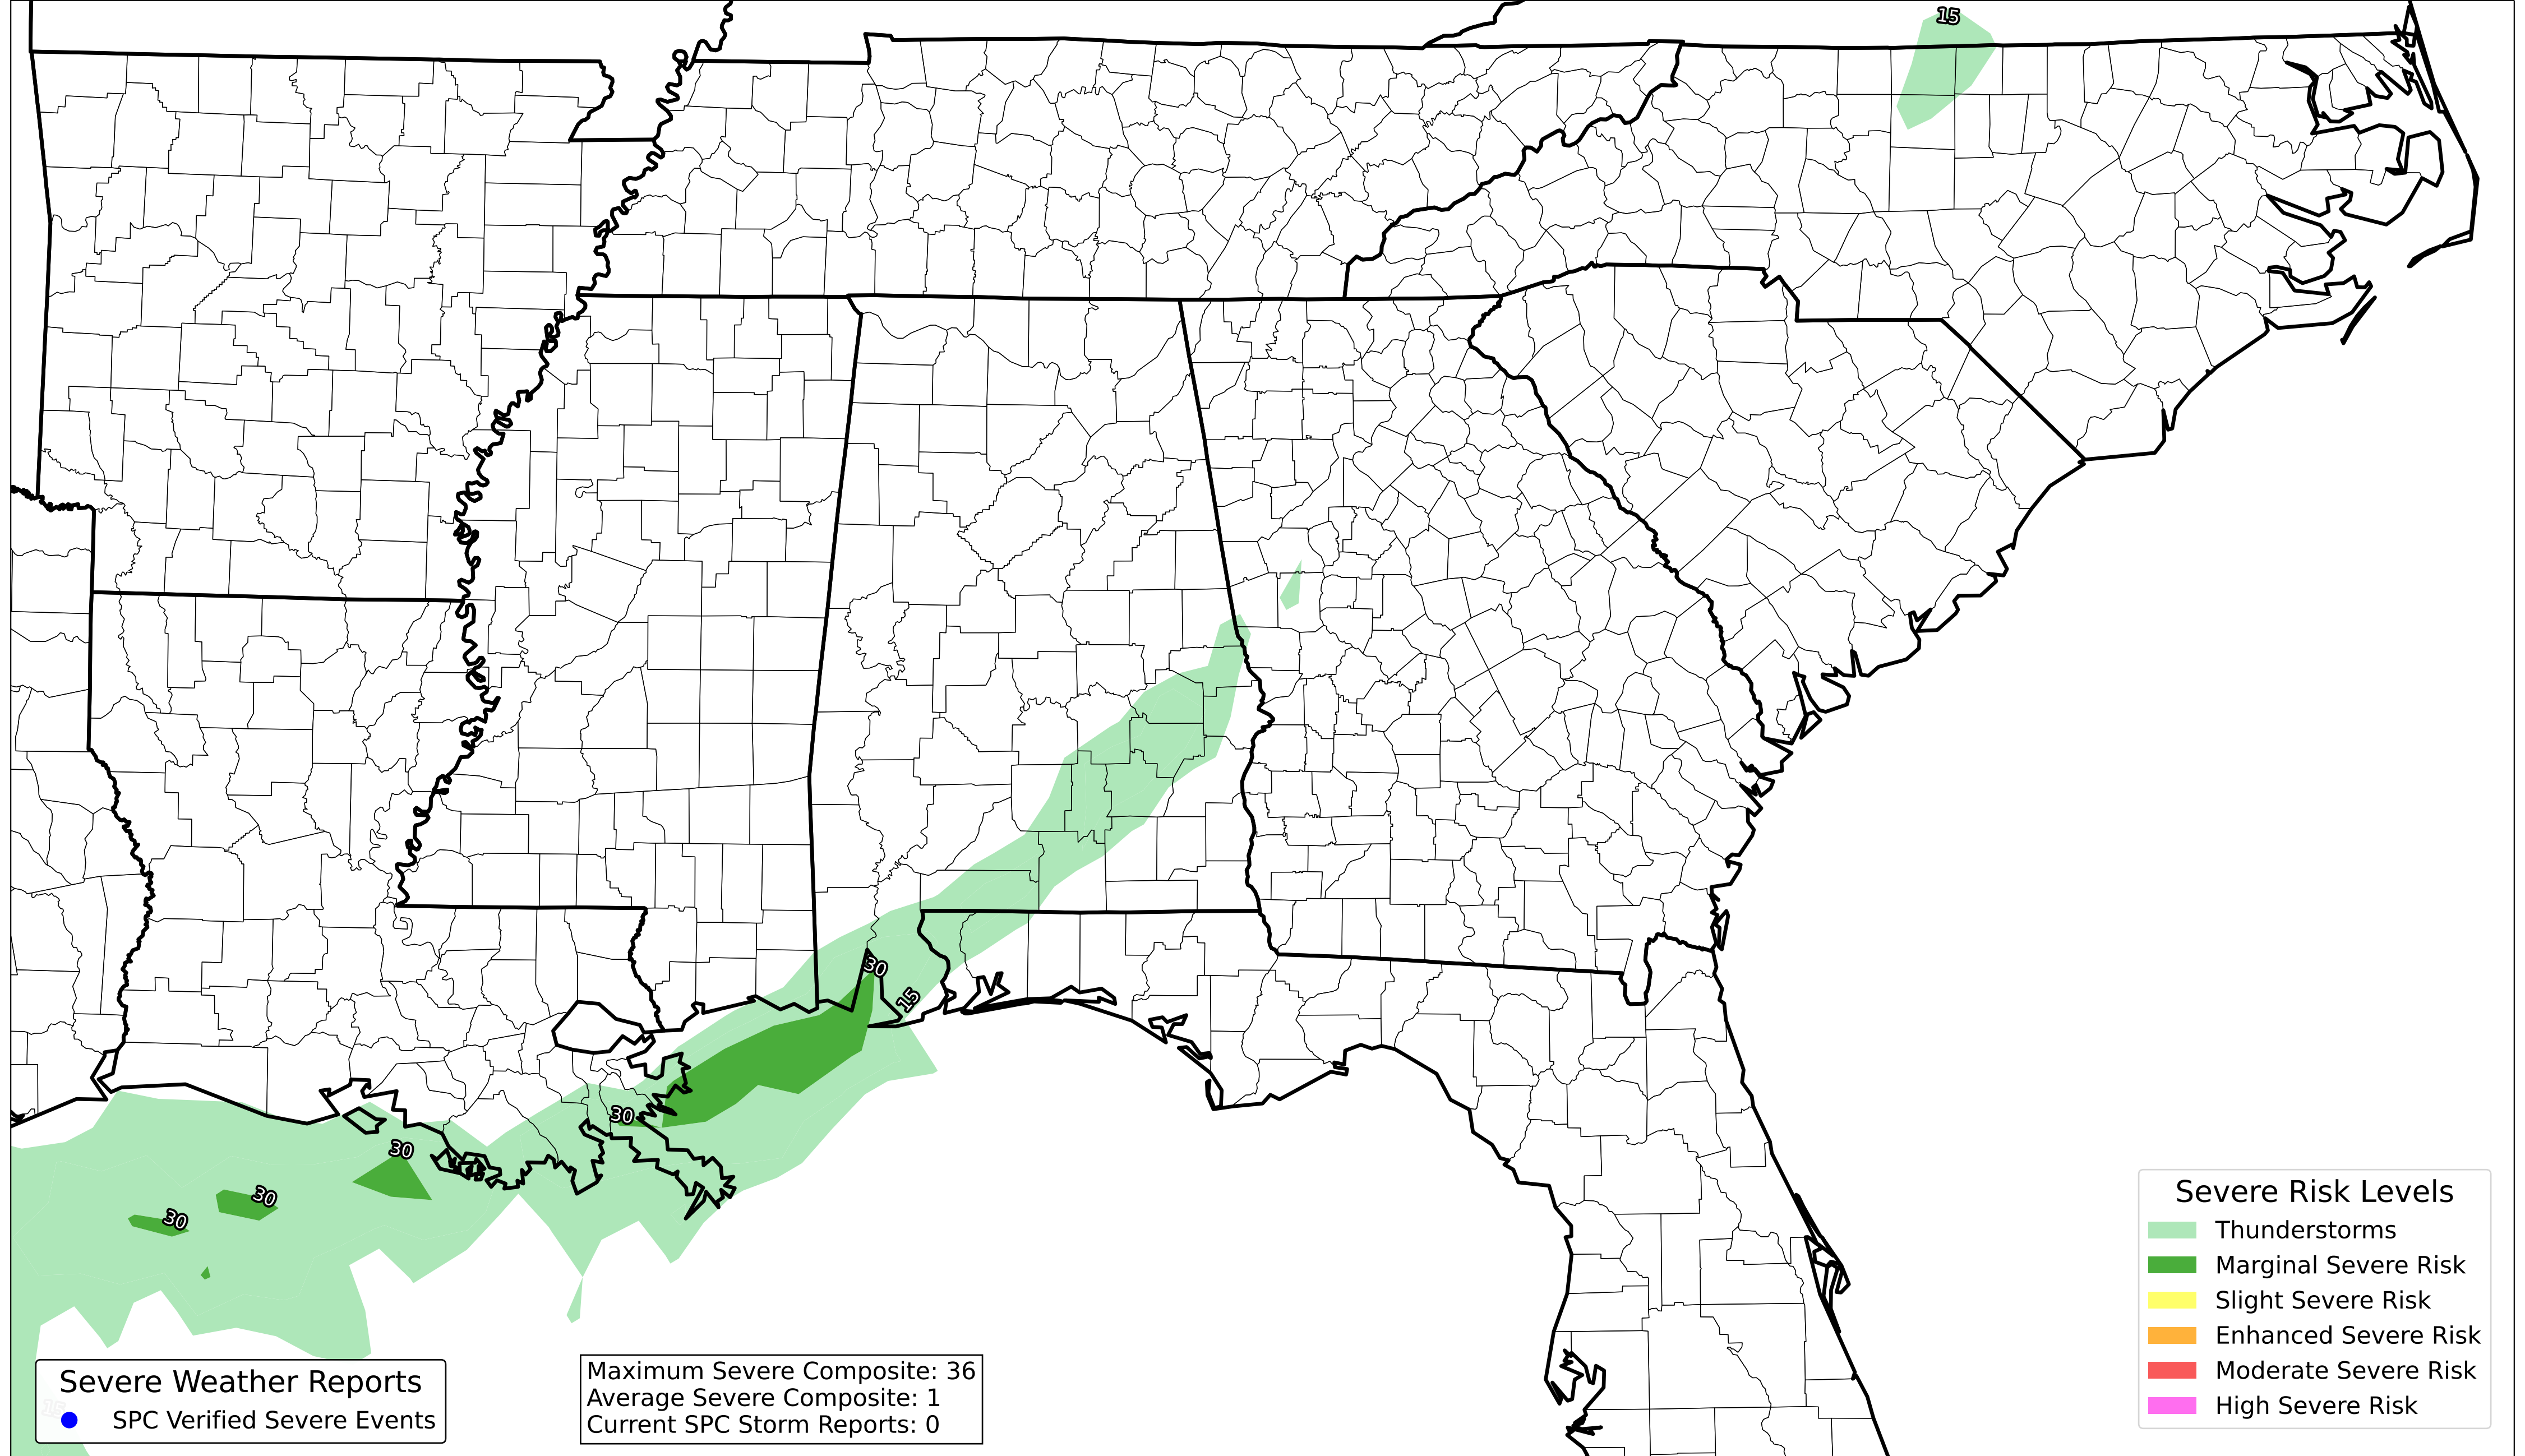 15
30
15
30
30
30
30
Severe Risk Levels
Thunderstorms
Marginal Severe Risk
Slight Severe Risk
Enhanced Severe Risk
Moderate Severe Risk
High Severe Risk
Severe Weather Reports
SPC Verified Severe Events
15
Maximum Severe Composite: 36
Average Severe Composite: 1
Current SPC Storm Reports: 0